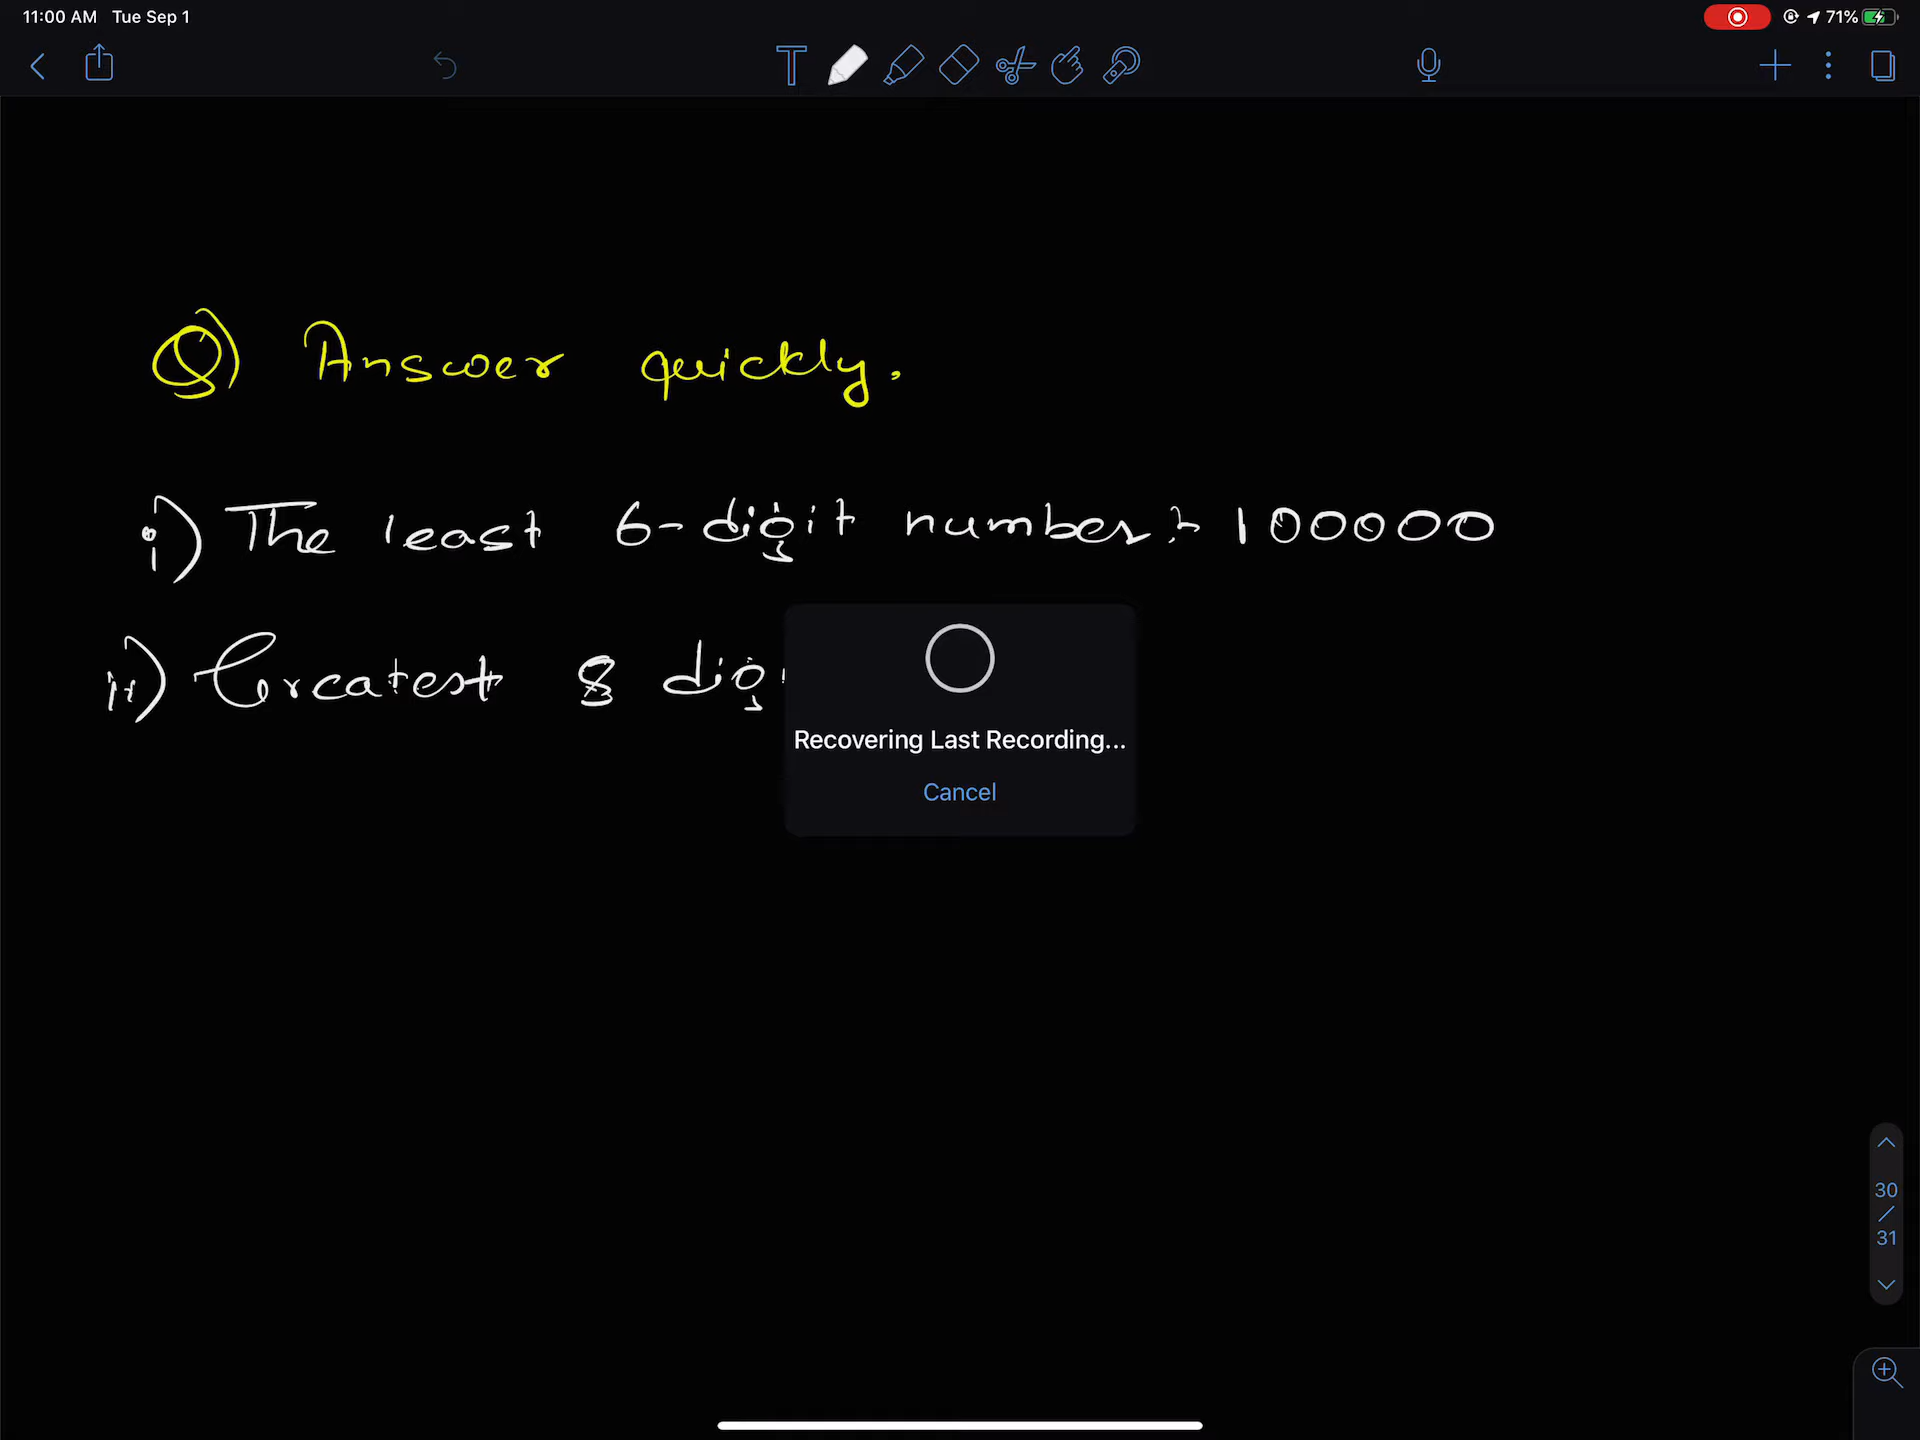 11:00 AM Tue Sep 1
71%
Q) Answer quickly.
i) The least 6-digit number :- 100000
ii) Greatest 8 dig
Recovering Last Recording...
Cancel
30
/
31